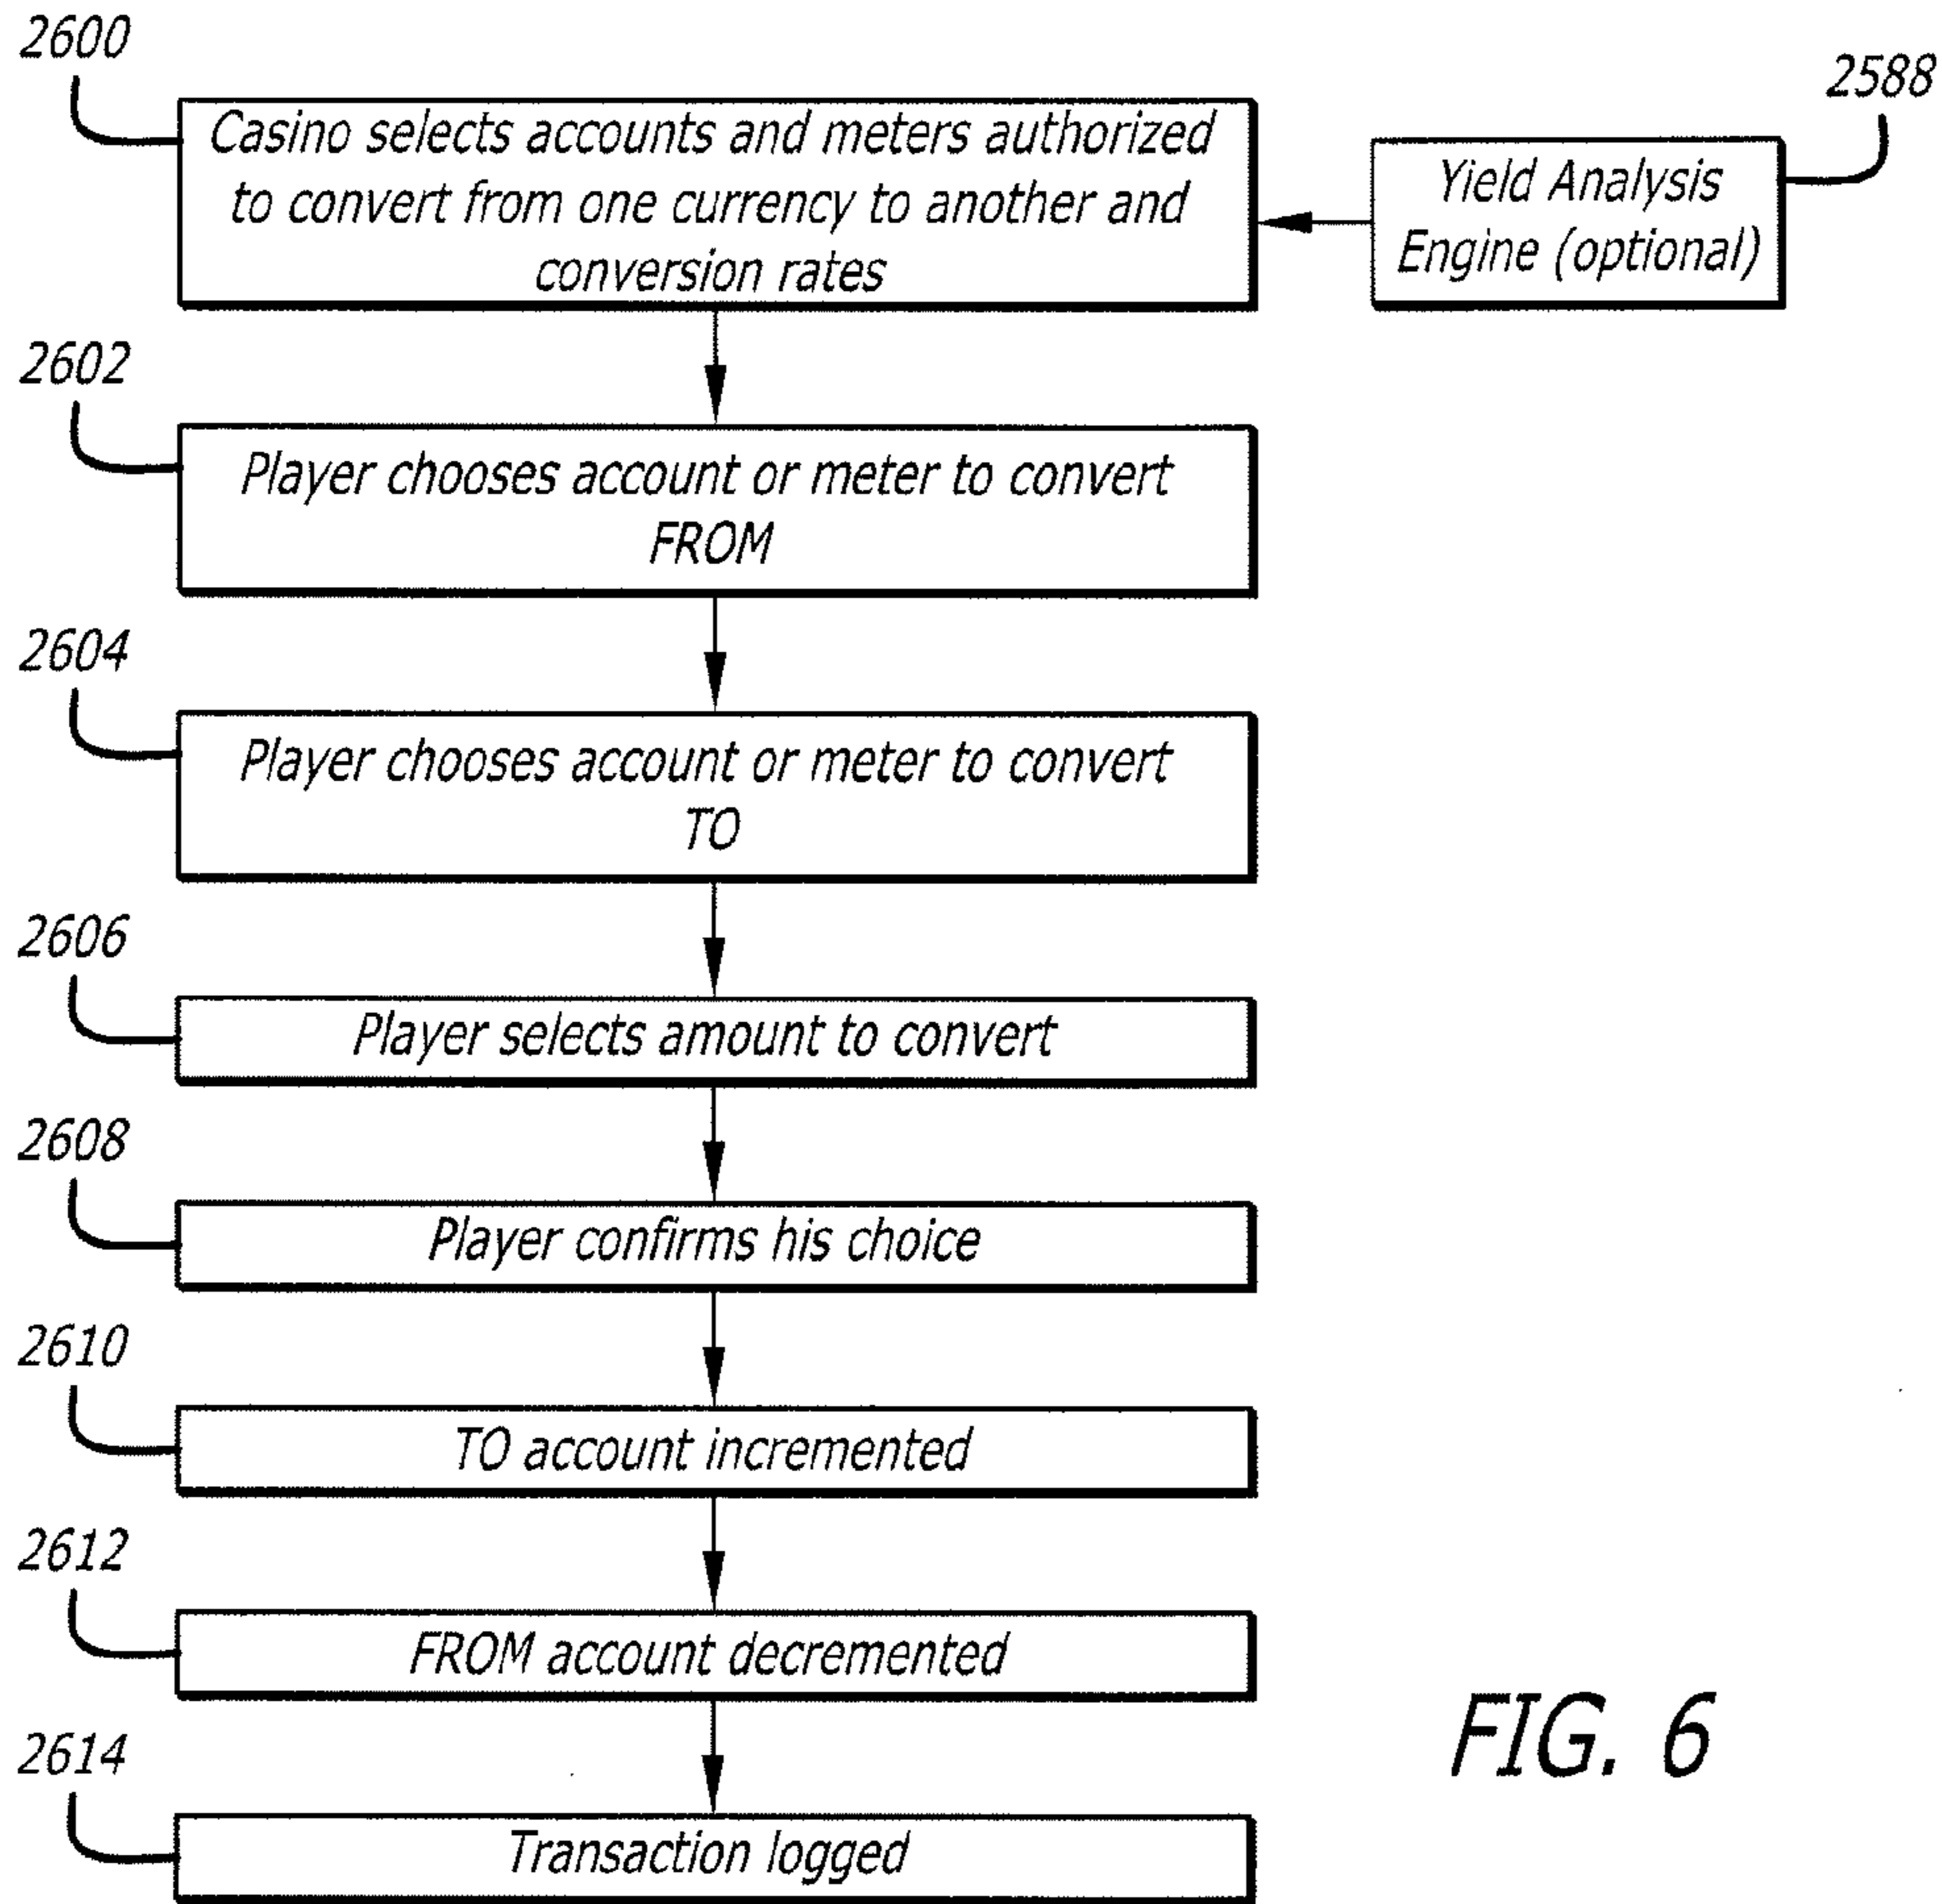 2600
Casino selects accounts and meters authorized
to convert from one currency to another and
conversion rates
2588
Yield Analysis
Engine (optional)
2602
Player chooses account or meter to convert
FROM
2604
Player chooses account or meter to convert
TO
2606
Player selects amount to convert
2608
Player confirms his choice
2610
TO account incremented
2612
FROM account decremented
2614
Transaction logged
FIG. 6